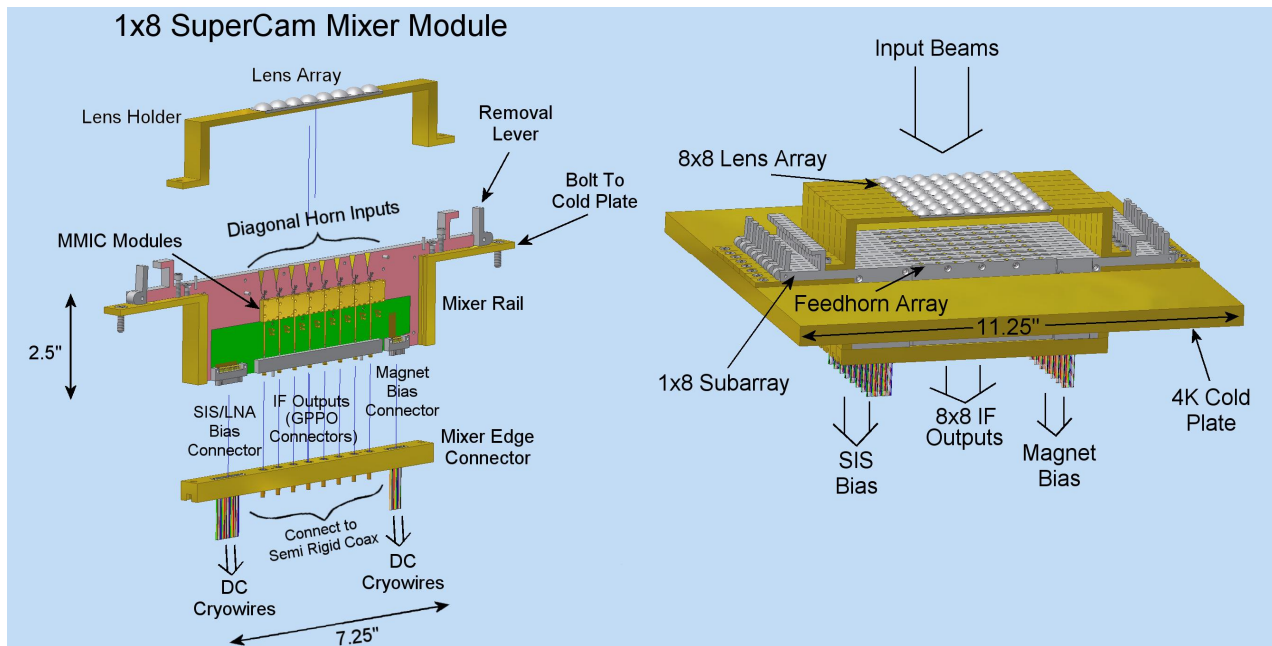 1x8 SuperCam Mixer Module
Lens Array
Lens Holder
Removal
Lever
Bolt To
Cold Plate
Diagonal Horn Inputs
MMIC Modules
Mixer Rail
2.5"
SIS/LNA
Bias
Connector
IF Outputs
(GPPO
Connectors)
Magnet
Bias
Connector
Mixer Edge
Connector
Connect to
Semi Rigid Coax
DC
Cryowires
DC
Cryowires
7.25"
Input Beams
8x8 Lens Array
Feedhorn Array
11.25"
1x8 Subarray
4K Cold
Plate
SIS
Bias
8x8 IF
Outputs
Magnet
Bias